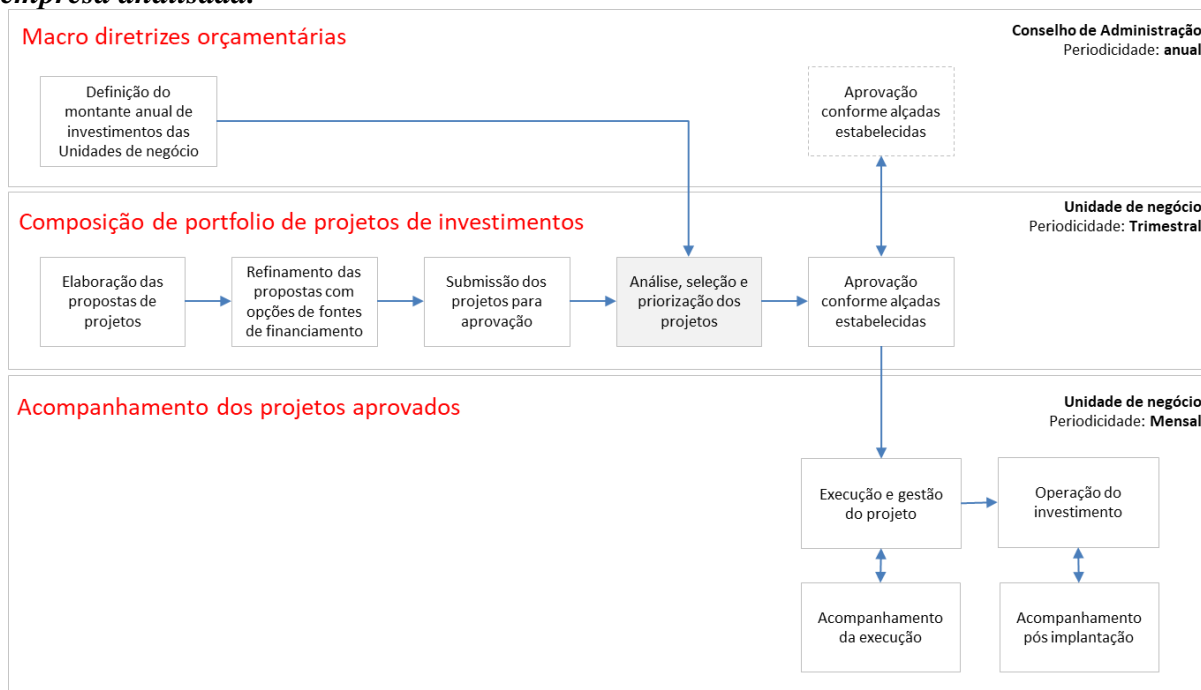 empresa analisada.
Macro diretrizes orçamentárias
Conselho de Administração
Periodicidade: anual
Definição do
montante anual de
investimentos das
Unidades de negócio
Aprovação
conforme alçadas
estabelecidas
Composição de portfolio de projetos de investimentos
Unidade de negócio
Periodicidade: Trimestral
Elaboração das
propostas de
projetos
Refinamento das
propostas com
opções de fontes
de financiamento
Submissão dos
projetos para
aprovação
Análise, seleção e
priorização dos
projetos
Aprovação
conforme alçadas
estabelecidas
Acompanhamento dos projetos aprovados
Unidade de negócio
Periodicidade: Mensal
Execução e gestão
do projeto
Operação do
investimento
Acompanhamento
da execução
Acompanhamento
pós implantação